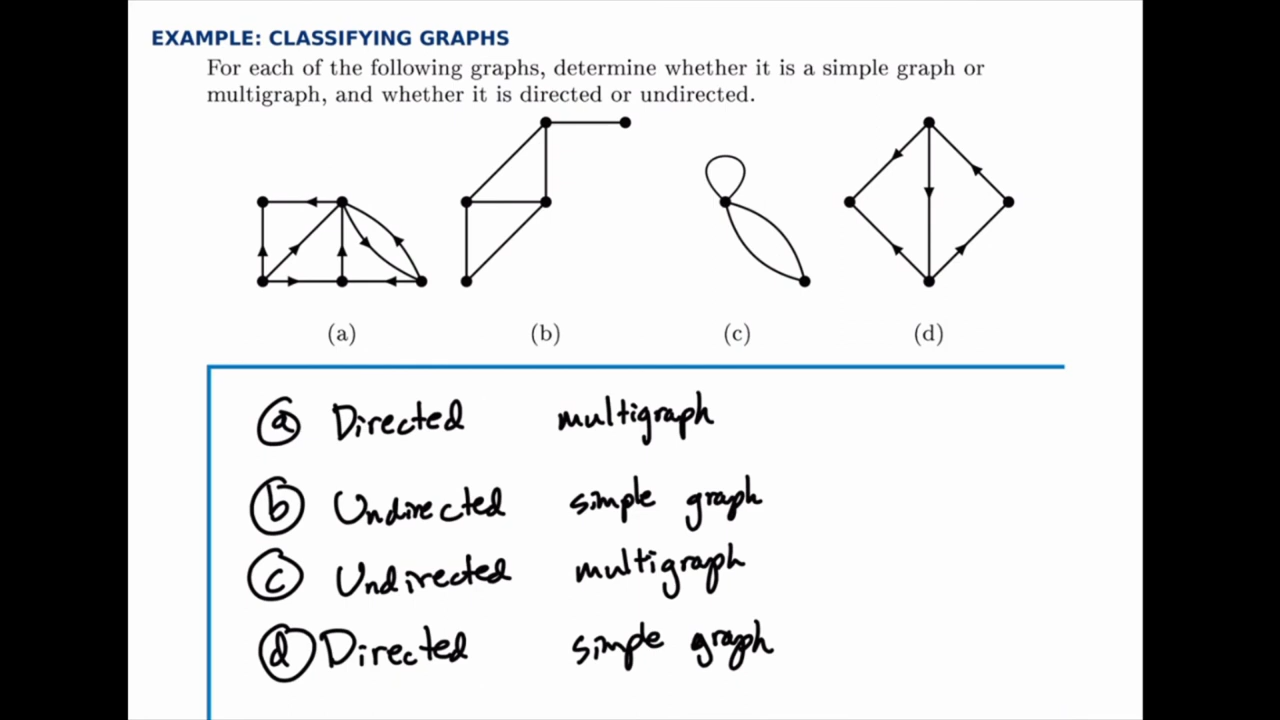 EXAMPLE: CLASSIFYING GRAPHS
For each of the following graphs, determine whether it is a simple graph or
multigraph, and whether it is directed or undirected.
(a) (b) (c) (d)
a Directed multigraph
b Undirected simple graph
c Undirected multigraph
d Directed simple graph